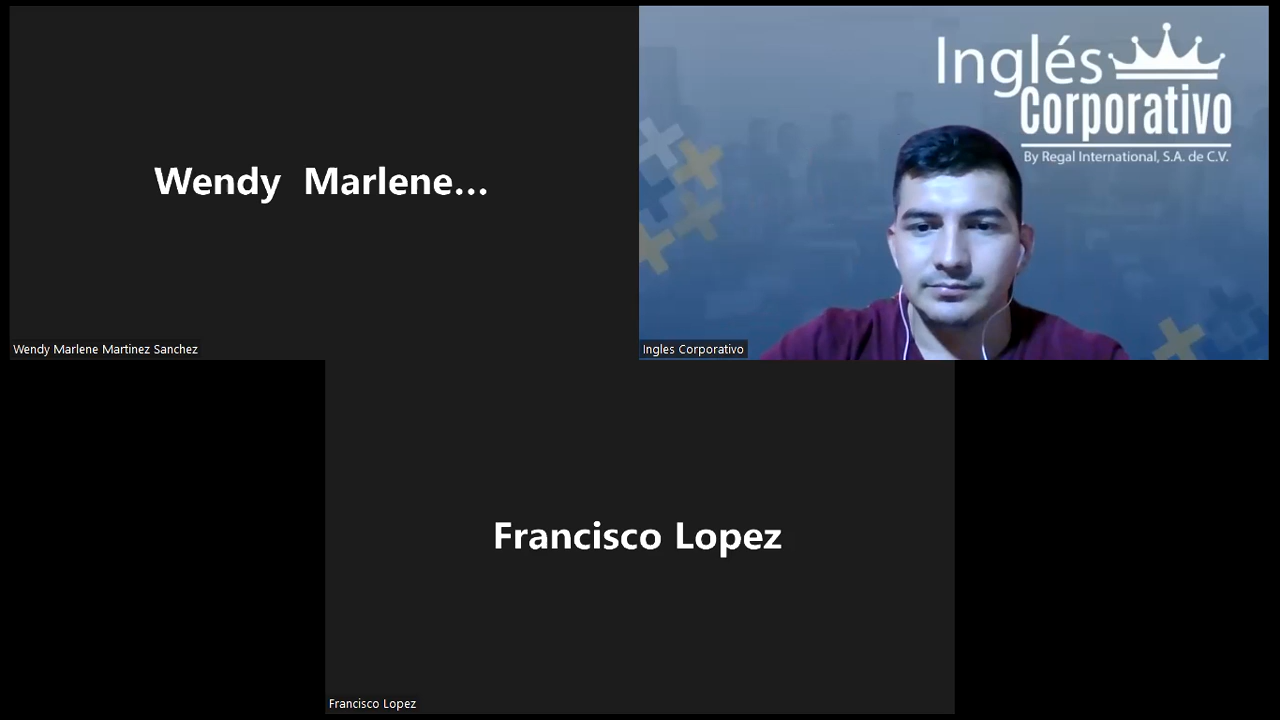 Wendy  Marlene...
Wendy Marlene Martinez Sanchez
Inglés
Corporativo
By Regal International, S.A. de C.V.
Ingles Corporativo
Francisco Lopez
Francisco Lopez